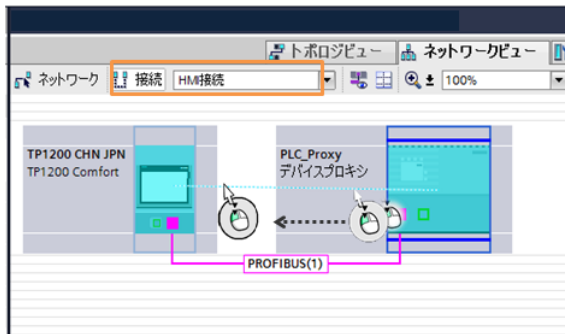 トポロジビュー
ネットワークビュー
ネットワーク 接続 HMI接続 100%
TP1200 CHN JPN
TP1200 Comfort
PLC_Proxy
デバイスプロキシ
PROFIBUS(1)